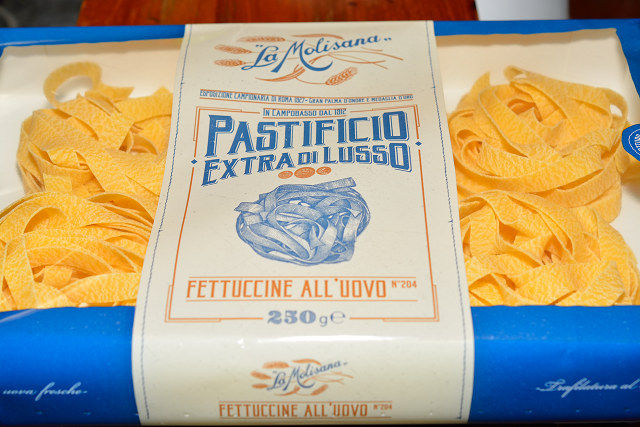 "La Molisana"
ESPOSIZIONE CAMPIONARIA DI ROMA 1927 • GRAN PALMA D'ONORE E MEDAGLIA D'ORO
IN CAMPOBASSO DAL 1912
PASTIFICIO
EXTRA DI LUSSO
FETTUCCINE ALL'UOVO N°204
250 g ℮
uova fresche
"La Molisana"
Trafilatura al
FETTUCCINE ALL'UOVO N°204